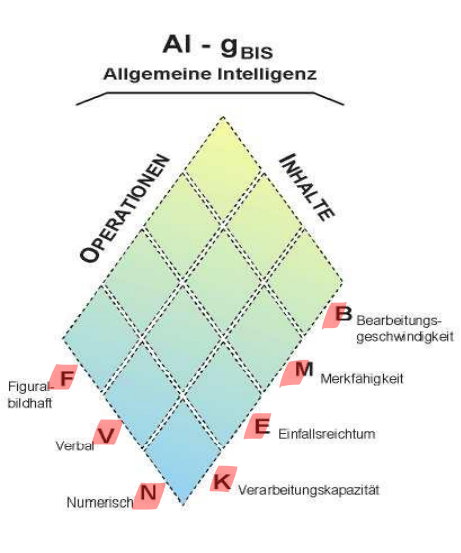 AI - gBIS
Allgemeine Intelligenz
OPERATIONEN
INHALTE
B
Bearbeitungs-
geschwindigkeit
M
Merkfähigkeit
F
Figural-
bildhaft
E
Einfallsreichtum
V
Verbal
K
Verarbeitungskapazität
N
Numerisch